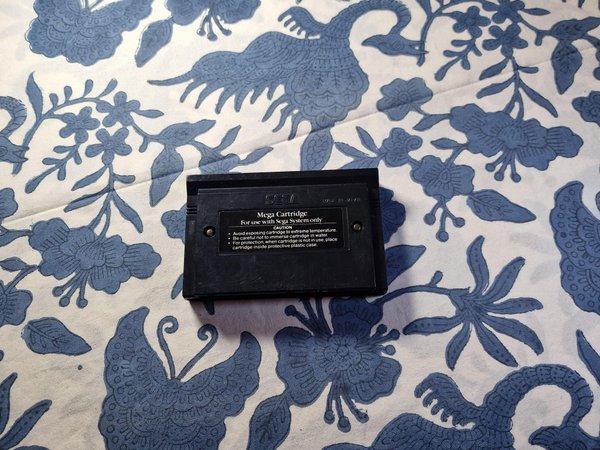 SEGA
Mega Cartridge
For use with Sega System only
CAUTION
• Avoid exposing cartridge to extreme temperature.
• Be careful not to immerse cartridge in water.
• For protection, when cartridge is not in use, place
cartridge inside protective plastic case.